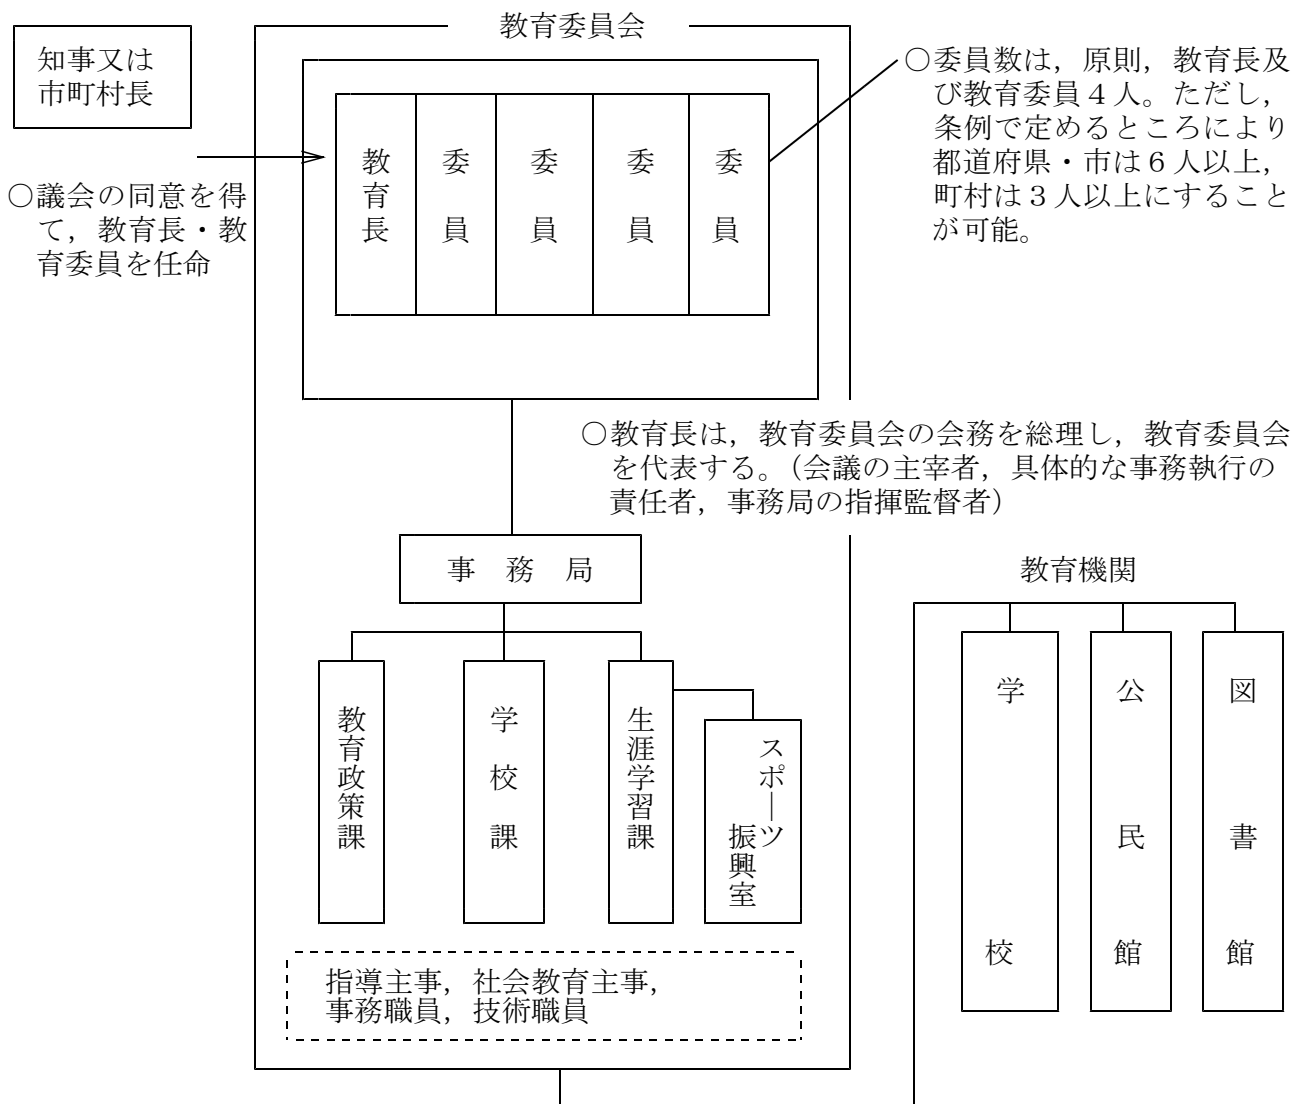 教育委員会
知事又は
市町村長
○議会の同意を得
て，教育長・教
育委員を任命
教育長
委員
委員
委員
委員
○委員数は，原則，教育長及
び教育委員４人。ただし，
条例で定めるところにより
都道府県・市は６人以上，
町村は３人以上にすること
が可能。
○教育長は，教育委員会の会務を総理し，教育委員会
を代表する。（会議の主宰者，具体的な事務執行の
責任者，事務局の指揮監督者）
事務局
教育政策課
学校課
生涯学習課
スポーツ
振興室
指導主事，社会教育主事，
事務職員，技術職員
教育機関
学校
公民館
図書館